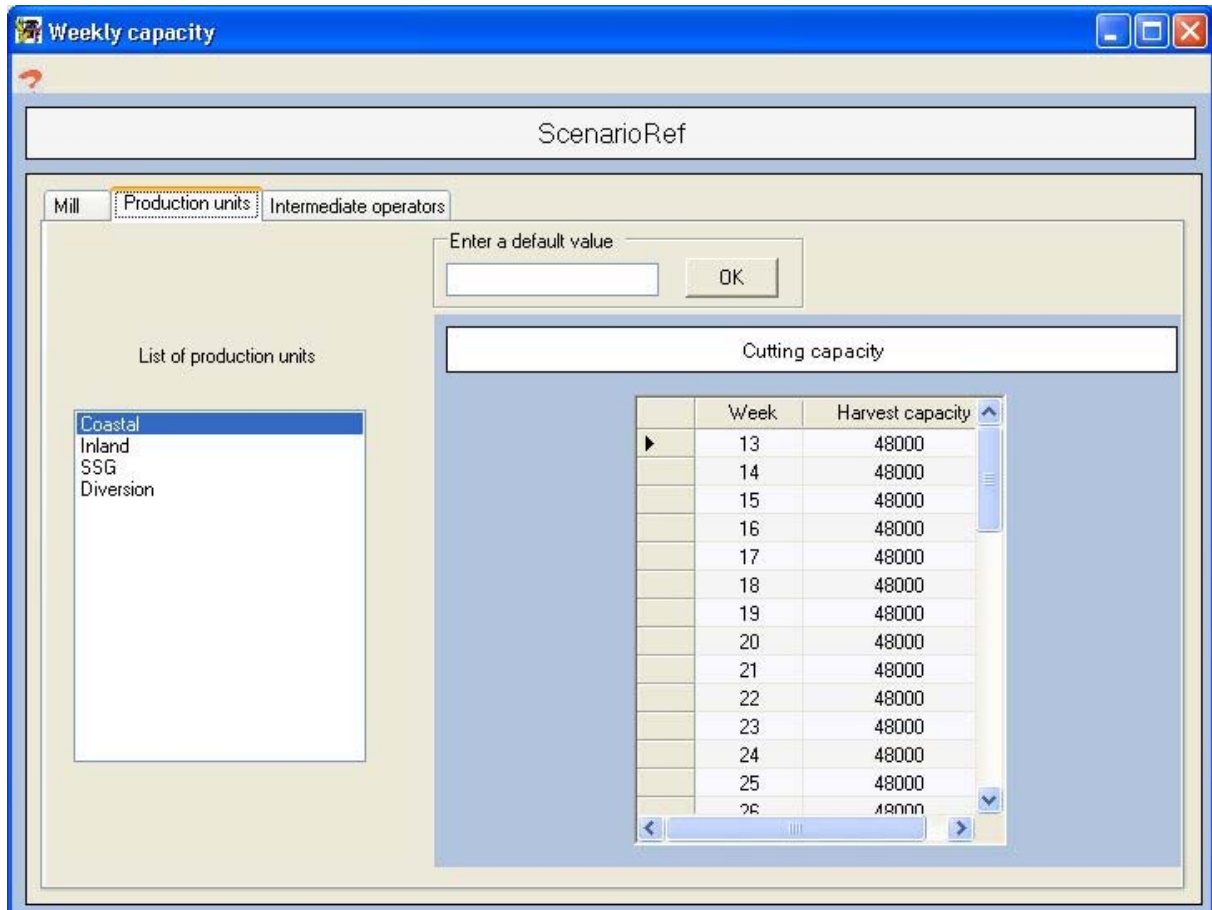 Weekly capacity
ScenarioRef
Mill Production units Intermediate operators
Enter a default value
OK
List of production units
Cutting capacity
Coastal
Inland
SSG
Diversion
Week Harvest capacity
13 48000
14 48000
15 48000
16 48000
17 48000
18 48000
19 48000
20 48000
21 48000
22 48000
23 48000
24 48000
25 48000
26 48000